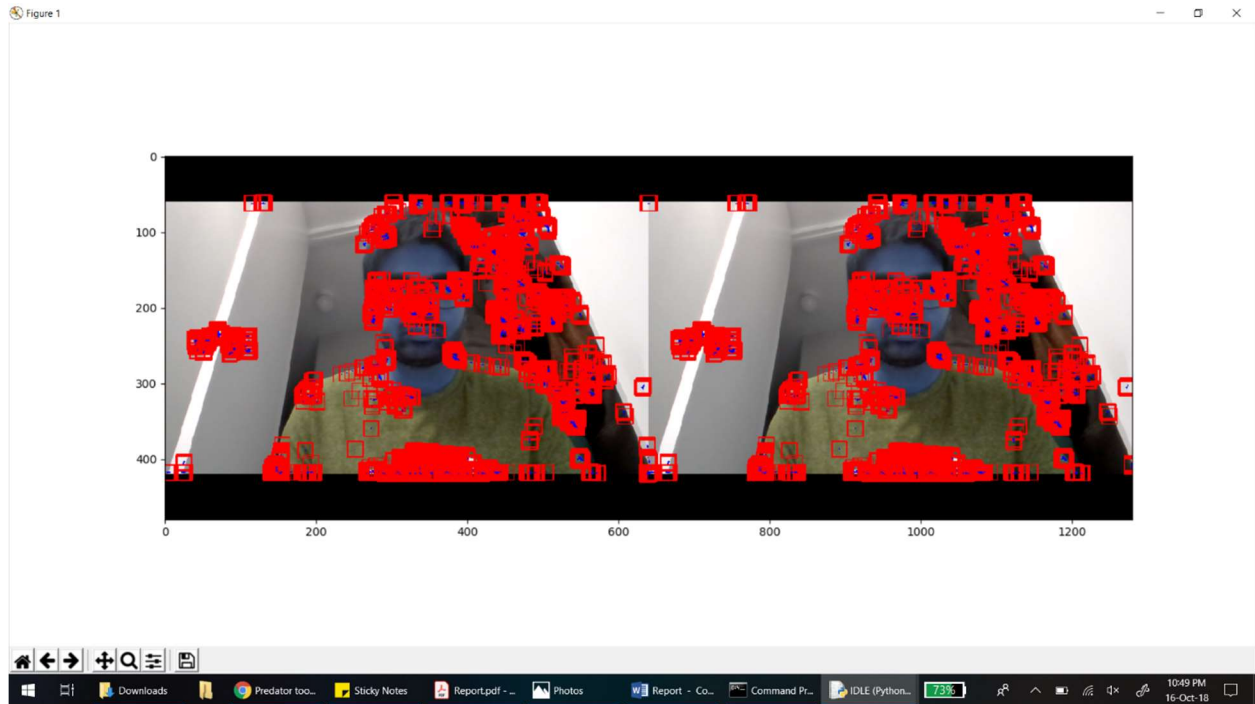 Figure 1
0
100
200
300
400
0 200 400 600 800 1000 1200
Downloads
Predator too...
Sticky Notes
Report.pdf - ...
Photos
Report - Co...
Command Pr...
IDLE (Python...
73%
10:49 PM
16-Oct-18